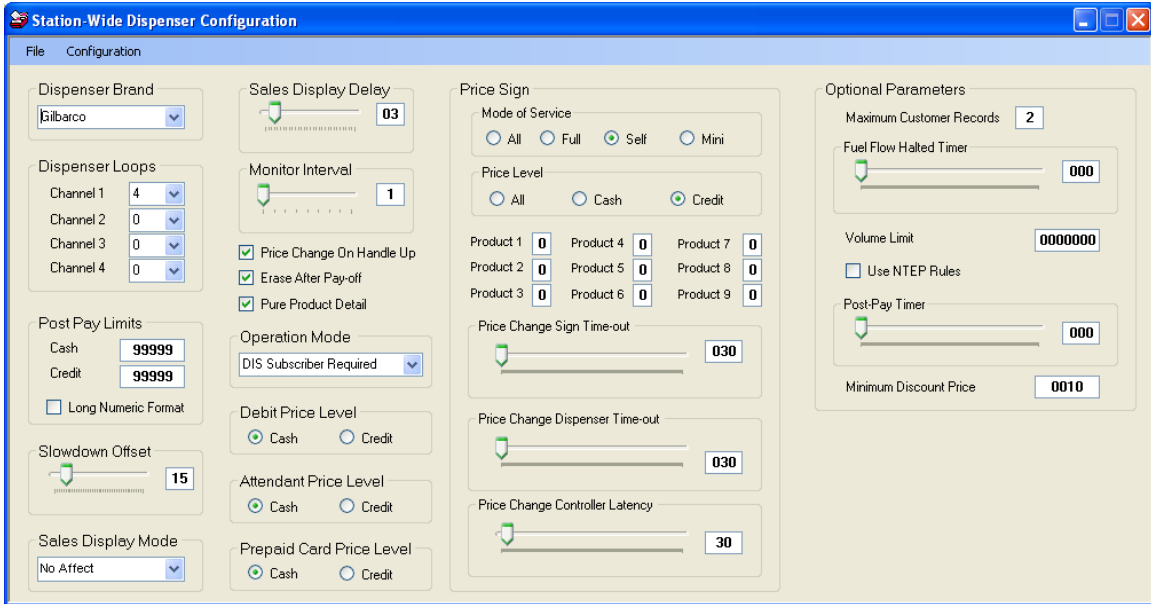 Station-Wide Dispenser Configuration
File Configuration
Dispenser Brand
Gilbarco
Dispenser Loops
Channel 1 4
Channel 2 0
Channel 3 0
Channel 4 0
Post Pay Limits
Cash 99999
Credit 99999
Long Numeric Format
Slowdown Offset
15
Sales Display Mode
No Affect
Sales Display Delay
03
Monitor Interval
1
Price Change On Handle Up
Erase After Pay-off
Pure Product Detail
Operation Mode
DIS Subscriber Required
Debit Price Level
Cash Credit
Attendant Price Level
Cash Credit
Prepaid Card Price Level
Cash Credit
Price Sign
Mode of Service
All Full Self Mini
Price Level
All Cash Credit
Product 1 0 Product 4 0 Product 7 0
Product 2 0 Product 5 0 Product 8 0
Product 3 0 Product 6 0 Product 9 0
Price Change Sign Time-out
030
Price Change Dispenser Time-out
030
Price Change Controller Latency
30
Optional Parameters
Maximum Customer Records 2
Fuel Flow Halted Timer
000
Volume Limit 0000000
Use NTEP Rules
Post-Pay Timer
000
Minimum Discount Price 0010